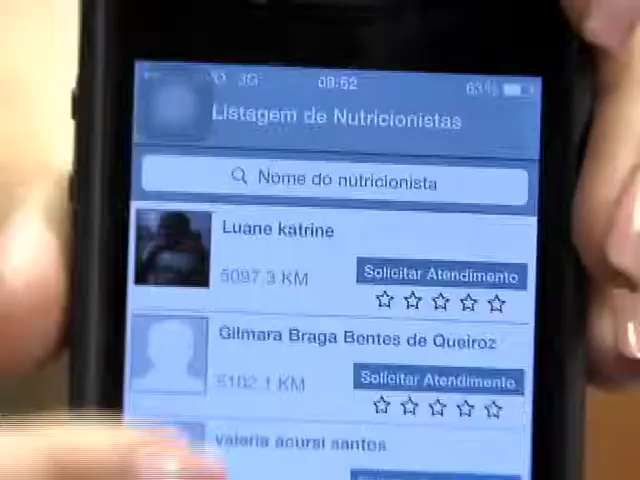 3G 09:52 63%
Listagem de Nutricionistas
Nome do nutricionista
Luane katrine
5097.3 KM
Solicitar Atendimento
Gilmara Braga Bentes de Queiroz
5102.1 KM
Solicitar Atendimento
valeria acursi santos